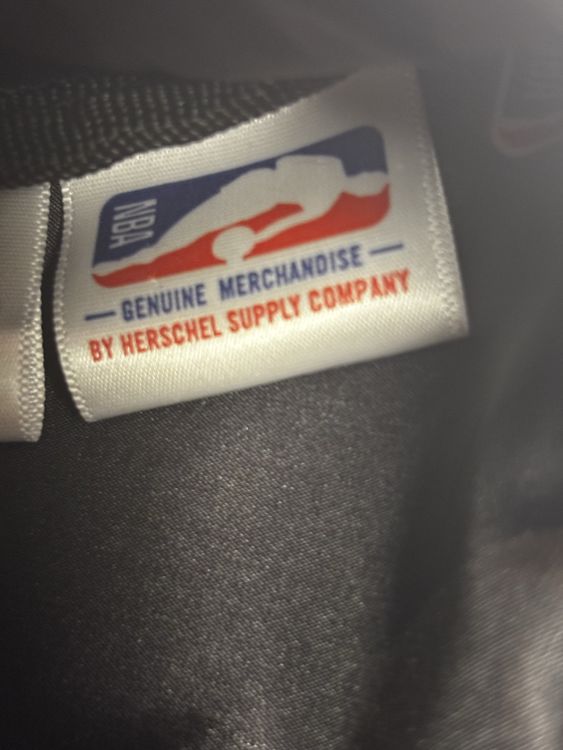 NBA
GENUINE MERCHANDISE
BY HERSCHEL SUPPLY COMPANY